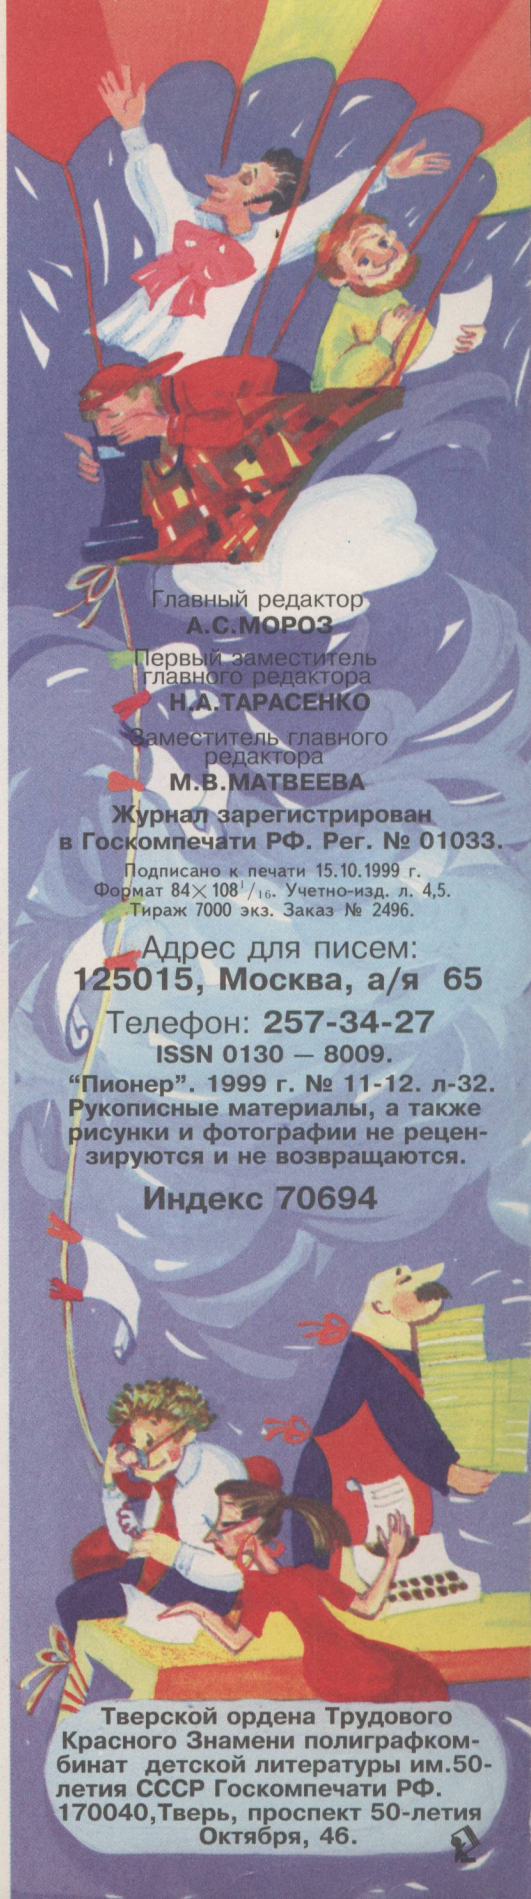 Главный редактор
А.С.МОРОЗ
Первый заместитель
главного редактора
Н.А.ТАРАСЕНКО
Заместитель главного
редактора
М.В.МАТВЕЕВА
Журнал зарегистрирован
в Госкомпечати РФ. Рег. № 01033.
Подписано к печати 15.10.1999 г.
Формат 84×108¹/₁₆. Учетно-изд. л. 4,5.
Тираж 7000 экз. Заказ № 2496.
Адрес для писем:
125015, Москва, а/я 65
Телефон: 257-34-27
ISSN 0130 — 8009.
“Пионер”. 1999 г. № 11-12. л-32.
Рукописные материалы, а также
рисунки и фотографии не рецен-
зируются и не возвращаются.
Индекс 70694
Тверской ордена Трудового
Красного Знамени полиграфком-
бинат детской литературы им.50-
летия СССР Госкомпечати РФ.
170040,Тверь, проспект 50-летия
Октября, 46.